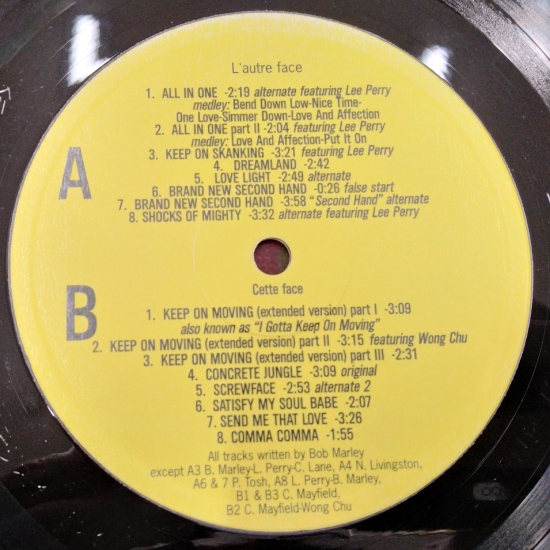 L'autre face
A
1. ALL IN ONE -2:19 alternate featuring Lee Perry
medley: Bend Down Low-Nice Time-
One Love-Simmer Down-Love And Affection
2. ALL IN ONE part II -2:04 featuring Lee Perry
medley: Love And Affection-Put It On
3. KEEP ON SKANKING -3:21 featuring Lee Perry
4. DREAMLAND -2:42
5. LOVE LIGHT -2:49 alternate
6. BRAND NEW SECOND HAND -0:26 false start
7. BRAND NEW SECOND HAND -3:58 "Second Hand" alternate
8. SHOCKS OF MIGHTY -3:32 alternate featuring Lee Perry
Cette face
B
1. KEEP ON MOVING (extended version) part I -3:09
also known as "I Gotta Keep On Moving"
2. KEEP ON MOVING (extended version) part II -3:15 featuring Wong Chu
3. KEEP ON MOVING (extended version) part III -2:31
4. CONCRETE JUNGLE -3:09 original
5. SCREWFACE -2:53 alternate 2
6. SATISFY MY SOUL BABE -2:07
7. SEND ME THAT LOVE -3:26
8. COMMA COMMA -1:55
All tracks written by Bob Marley
except A3 B. Marley-L. Perry-C. Lane, A4 N. Livingston,
A6 & 7 P. Tosh, A8 L. Perry-B. Marley,
B1 & B3 C. Mayfield,
B2 C. Mayfield-Wong Chu